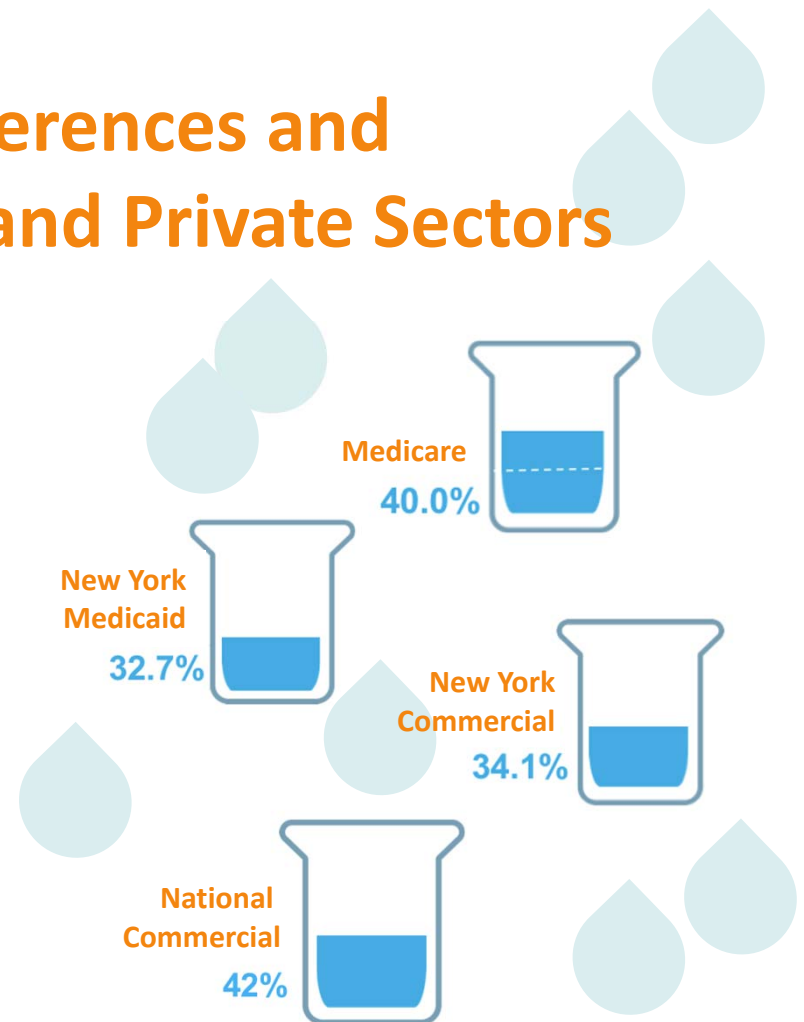 erences and
and Private Sectors
Medicare
40.0%
New York
Medicaid
32.7%
New York
Commercial
34.1%
National
Commercial
42%